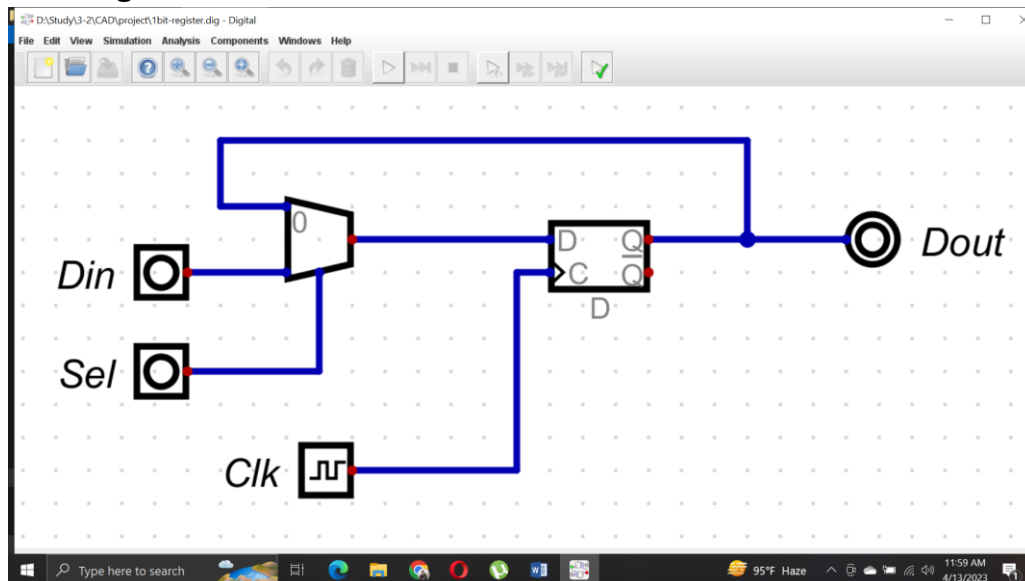 D:\Study\3-2\CAD\project\1bit-register.dig - Digital
File Edit View Simulation Analysis Components Windows Help
0
Din
Sel
Clk
D Q
C Q
D
Dout
Type here to search
95°F Haze
11:59 AM
4/13/2023